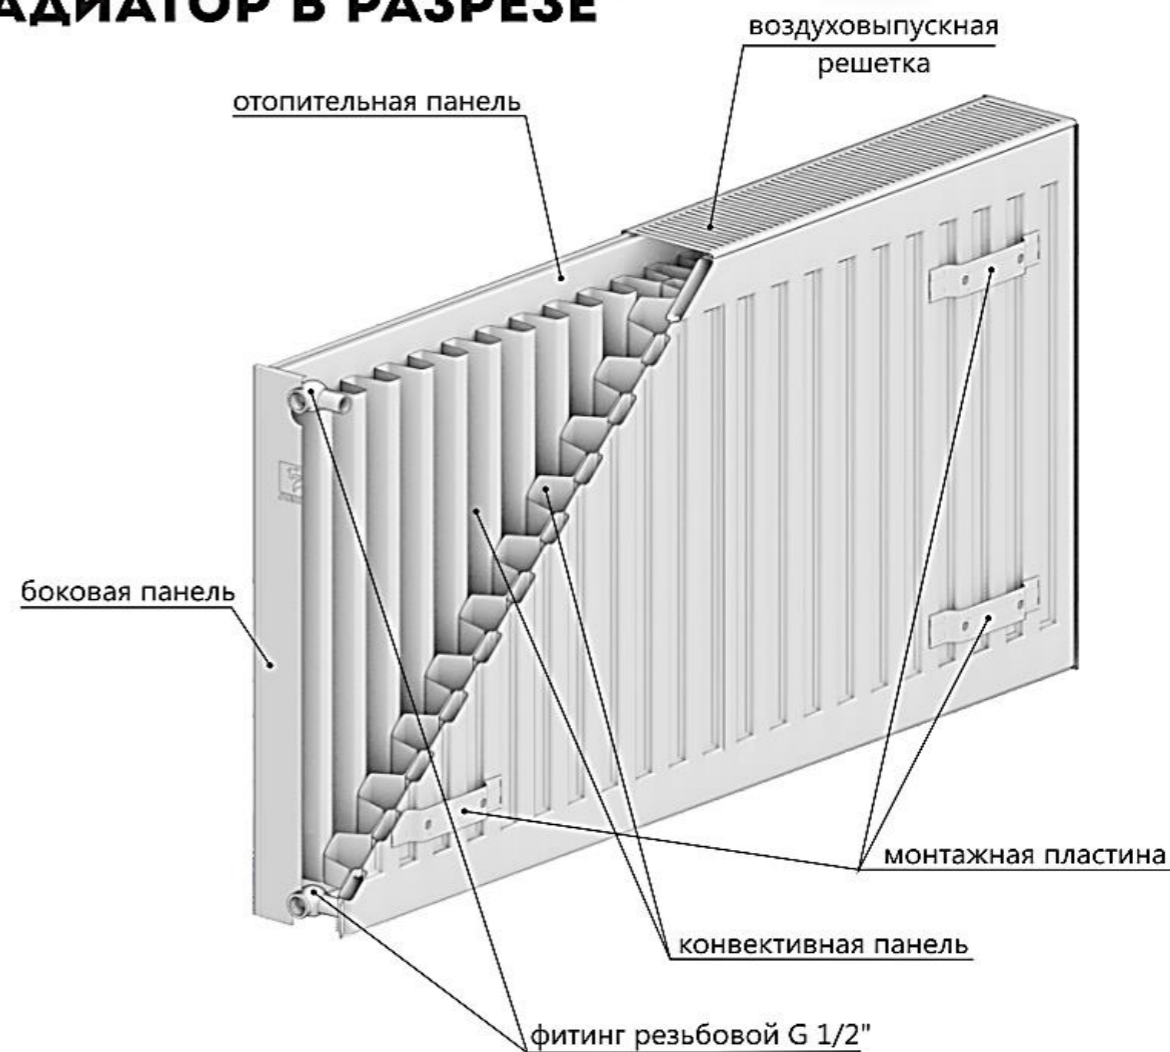 АДИАТОР В РАЗРЕЗЕ
воздуховыпускная
решетка
отопительная панель
боковая панель
монтажная пластина
конвективная панель
фитинг резьбовой G 1/2"